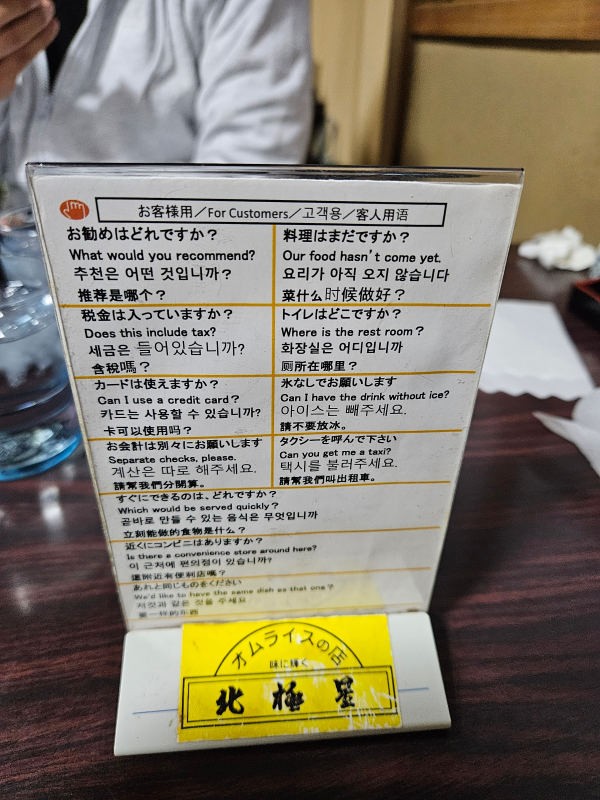 お客様用／For Customers／고객용／客人用语
お勧めはどれですか？
What would you recommend?
추천은 어떤 것입니까？
推荐是哪个？
料理はまだですか？
Our food hasn't come yet.
요리가 아직 오지 않습니다
菜什么时候做好？
税金は入っていますか？
Does this include tax?
세금은 들어있습니까?
含稅嗎？
トイレはどこですか？
Where is the rest room？
화장실은 어디입니까
厕所在哪里？
カードは使えますか？
Can I use a credit card？
카드는 사용할 수 있습니까?
卡可以使用吗？
氷なしでお願いします
Can I have the drink without ice?
아이스는 빼주세요.
請不要放冰。
お会計は別々にお願いします
Separate checks, please.
계산은 따로 해주세요.
請幫我們分開算。
タクシーを呼んで下さい
Can you get me a taxi?
택시를 불러주세요.
請幫我們叫出租車。
すぐにできるのは、どれですか？
Which would be served quickly？
곧바로 만들 수 있는 음식은 무엇입니까
立刻能做的食物是什么？
近くにコンビニはありますか？
Is there a convenience store around here?
이 근처에 편의점이 있습니까?
這附近有便利店嗎？
あれと同じものをください
We'd like to have the same dish as that one？
저것과 같은 것을 주세요
第一样的东西
オムライスの店
味に輝く
北極星